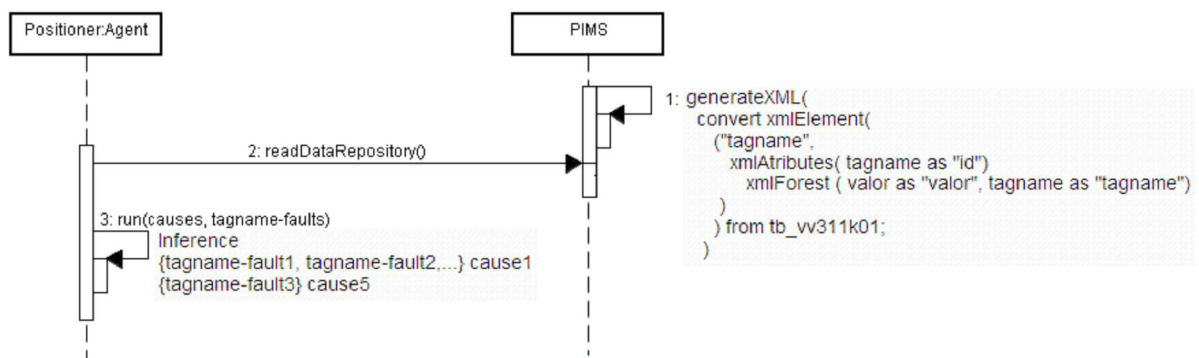 Positioner:Agent
PIMS
1: generateXML(
convert xmlElement(
("tagname",
xmlAtributes( tagname as "id")
xmlForest ( valor as "valor", tagname as "tagname")
)
) from tb_vv311k01;
)
2: readDataRepository()
3: run(causes, tagname-faults)
Inference
{tagname-fault1, tagname-fault2,...} cause1
{tagname-fault3} cause5